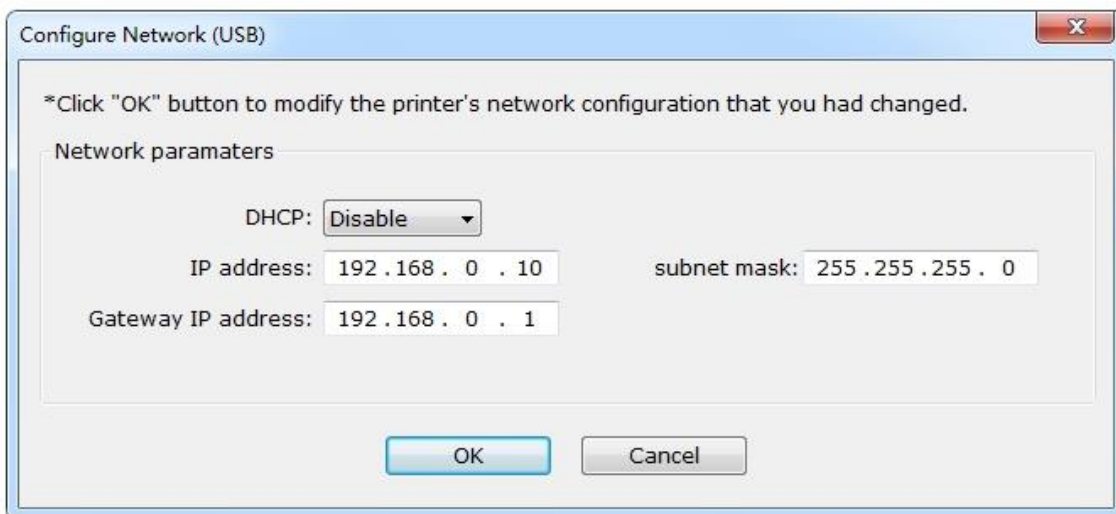 Configure Network (USB)
*Click "OK" button to modify the printer's network configuration that you had changed.
Network paramaters
DHCP: Disable
IP address: 192.168. 0 . 10 subnet mask: 255.255.255. 0
Gateway IP address: 192.168. 0 . 1
OK Cancel